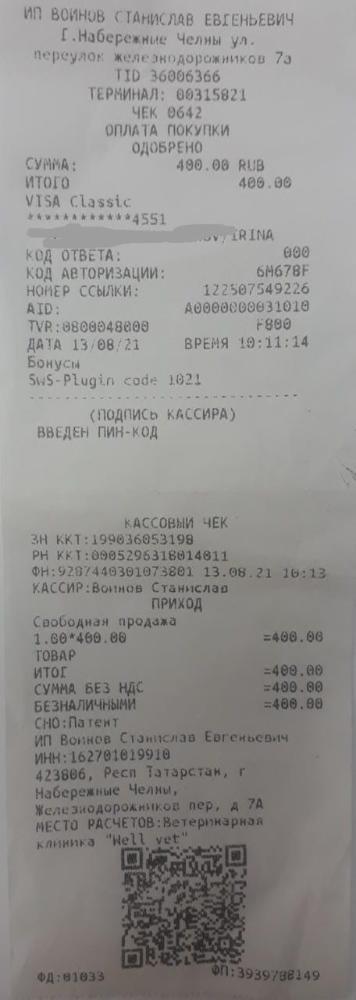 ИП ВОИНОВ СТАНИСЛАВ ЕВГЕНЬЕВИЧ
Г.Набережные Челны ул.
переулок железнодорожников 7а
TID 36006366
ТЕРМИНАЛ: 00315821
ЧЕК 0642
ОПЛАТА ПОКУПКИ
ОДОБРЕНО
СУММА: 400.00 RUB
ИТОГО 400.00
VISA Classic
************4551
/IRINA
КОД ОТВЕТА: 000
КОД АВТОРИЗАЦИИ: 6M678F
НОМЕР ССЫЛКИ: 122507549226
AID: A0000000031010
TVR:0800048000 F800
ДАТА 13/08/21 ВРЕМЯ 10:11:14
Бонусы
SWS-Plugin code 1021
(ПОДПИСЬ КАССИРА)
ВВЕДЕН ПИН-КОД
КАССОВЫЙ ЧЕК
ЗН ККТ:199036053198
РН ККТ:0005296318014011
ФН:9287440301073801 13.08.21 10:13
КАССИР:Воинов Станислав
ПРИХОД
Свободная продажа
1.00*400.00 =400.00
ТОВАР
ИТОГ =400.00
СУММА БЕЗ НДС =400.00
БЕЗНАЛИЧНЫМИ =400.00
СНО:Патент
ИП Воинов Станислав Евгеньевич
ИНН:162701019910
423806, Респ Татарстан, г
Набережные Челны,
Железнодорожников пер, д 7А
МЕСТО РАСЧЕТОВ:Ветеринарная
клиника "Well vet"
ФД:01033 ФП:3939788149